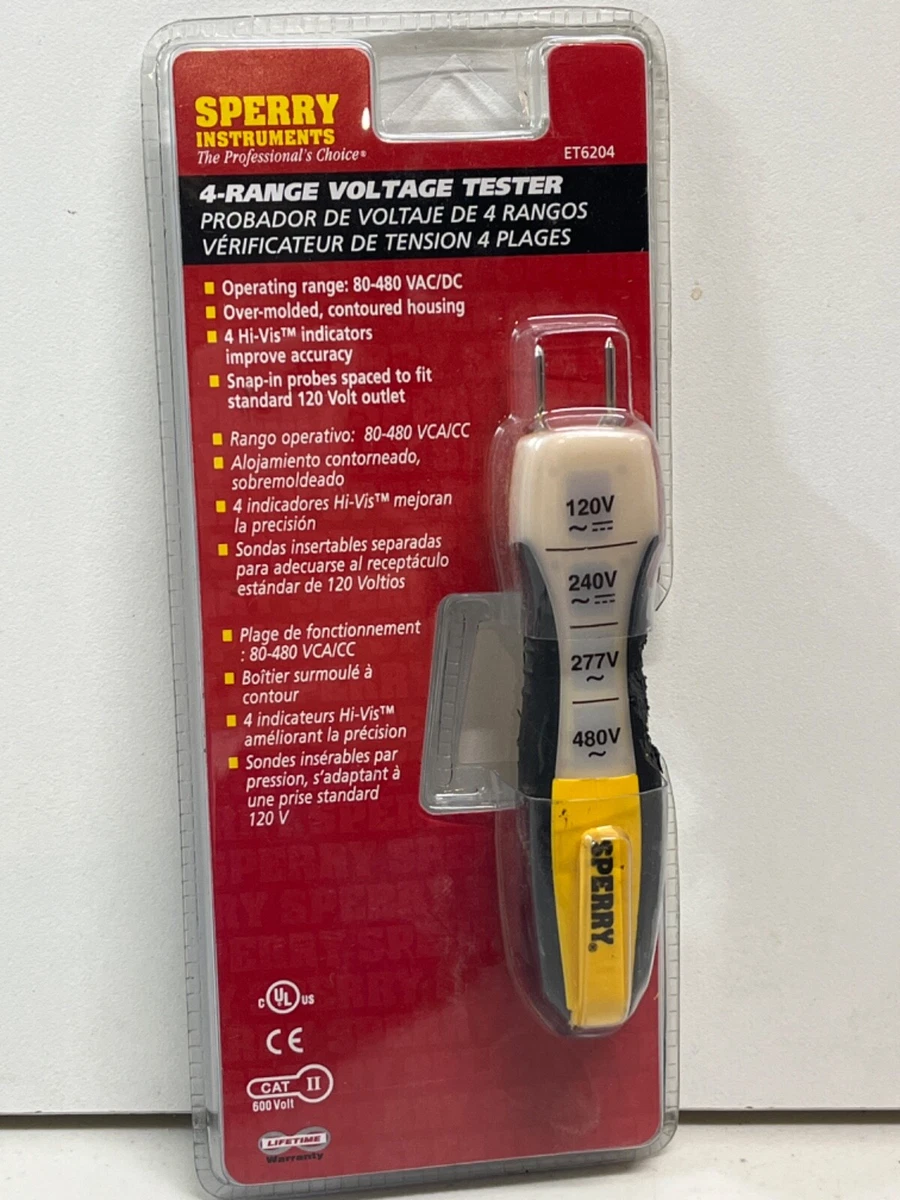 SPERRY
INSTRUMENTS
The Professional's Choice®
ET6204
4-RANGE VOLTAGE TESTER
PROBADOR DE VOLTAJE DE 4 RANGOS
VÉRIFICATEUR DE TENSION 4 PLAGES
Operating range: 80-480 VAC/DC
Over-molded, contoured housing
4 Hi-Vis™ indicators
improve accuracy
Snap-in probes spaced to fit
standard 120 Volt outlet
Rango operativo: 80-480 VCA/CC
Alojamiento contorneado,
sobremoldeado
4 indicadores Hi-Vis™ mejoran
la precisión
Sondas insertables separadas
para adecuarse al receptáculo
estándar de 120 Voltios
Plage de fonctionnement
: 80-480 VCA/CC
Boîtier surmoulé à
contour
4 indicateurs Hi-Vis™
améliorant la précision
Sondes insérables par
pression, s'adaptant à
une prise standard
120 V
120V
240V
277V
480V
SPERRY®
C UL US
CE
CAT II
600 Volt
LIFETIME
Warranty